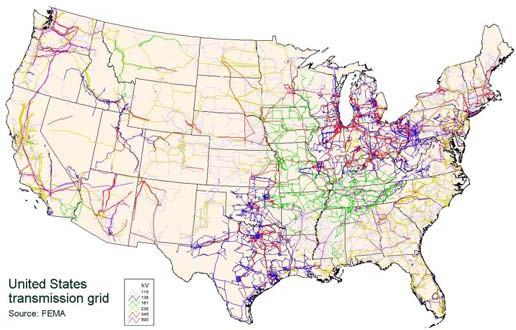 United States
transmission grid
Source: FEMA
kV
115
138
161
230
345
500